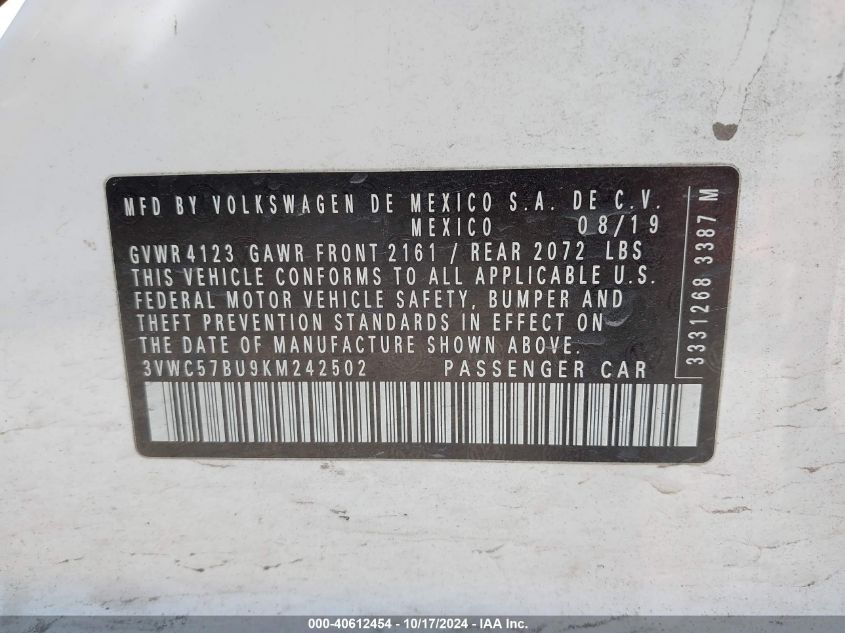 MFD BY VOLKSWAGEN DE MEXICO S.A. DE C.V.
MEXICO 08/19
GVWR 4123 GAWR FRONT 2161 / REAR 2072 LBS
THIS VEHICLE CONFORMS TO ALL APPLICABLE U.S.
FEDERAL MOTOR VEHICLE SAFETY, BUMPER AND
THEFT PREVENTION STANDARDS IN EFFECT ON
THE DATE OF MANUFACTURE SHOWN ABOVE.
3VWC57BU9KM242502 PASSENGER CAR
3331268 3387 M
000-40612454 - 10/17/2024 - IAA Inc.